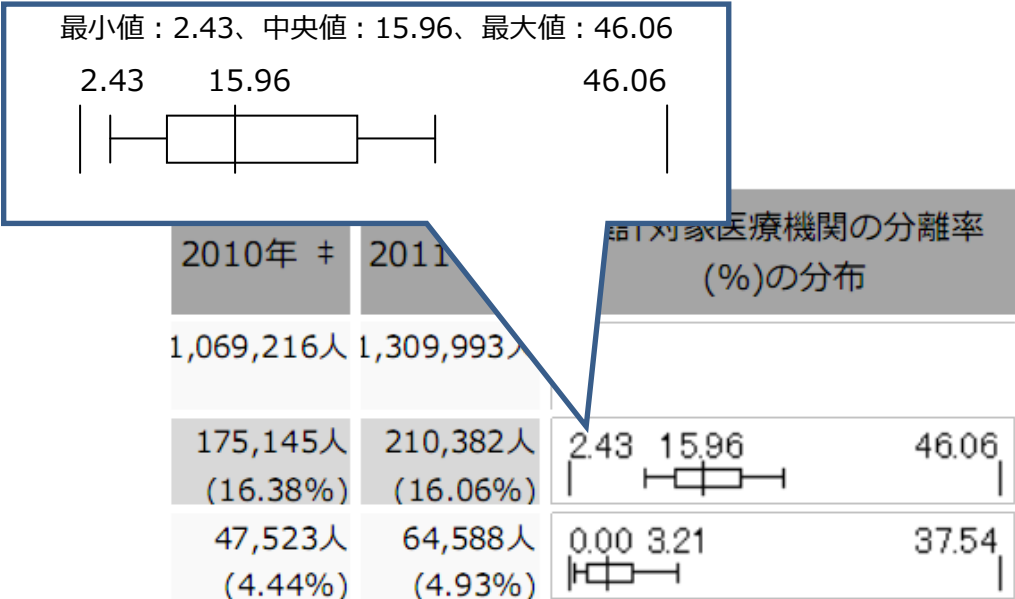 最小値：2.43、中央値：15.96、最大値：46.06
2.43 15.96 46.06
2010年 ‡ 2011 計対象医療機関の分離率
(%)の分布
1,069,216人 1,309,993人
175,145人 210,382人 2.43 15.96 46.06
(16.38%) (16.06%)
47,523人 64,588人 0.00 3.21 37.54
(4.44%) (4.93%)